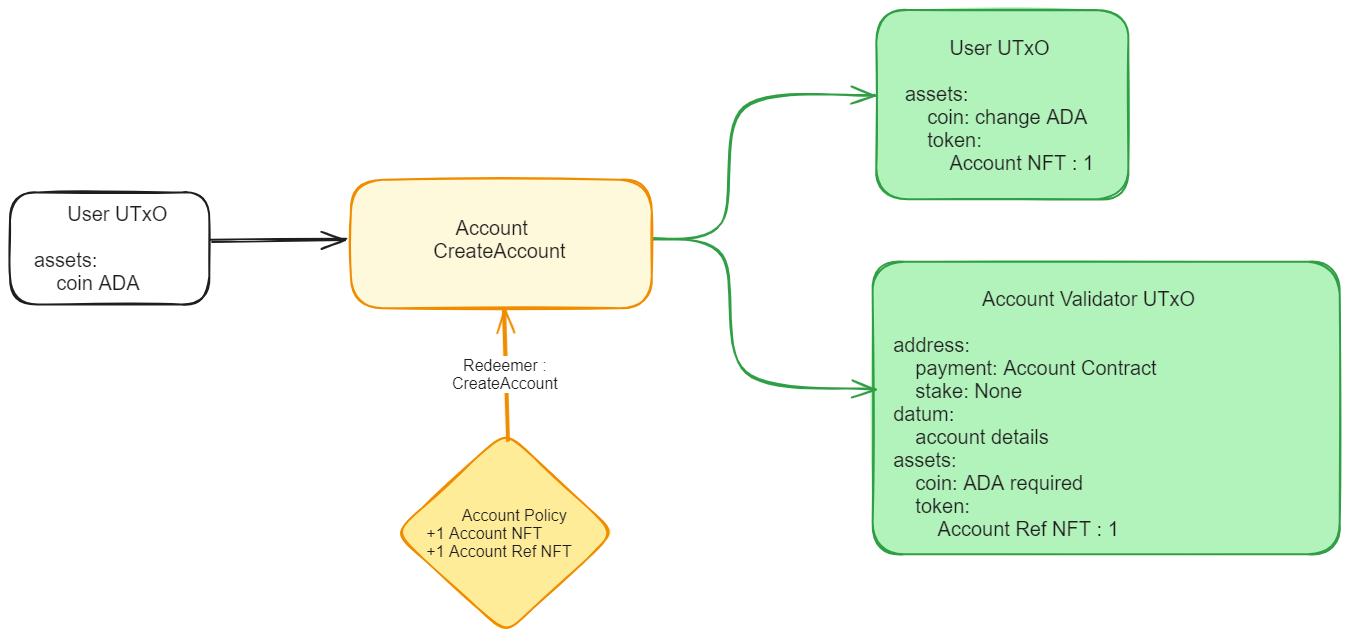 User UTxO
assets:
coin ADA
Account
CreateAccount
Redeemer :
CreateAccount
Account Policy
+1 Account NFT
+1 Account Ref NFT
User UTxO
assets:
coin: change ADA
token:
Account NFT : 1
Account Validator UTxO
address:
payment: Account Contract
stake: None
datum:
account details
assets:
coin: ADA required
token:
Account Ref NFT : 1